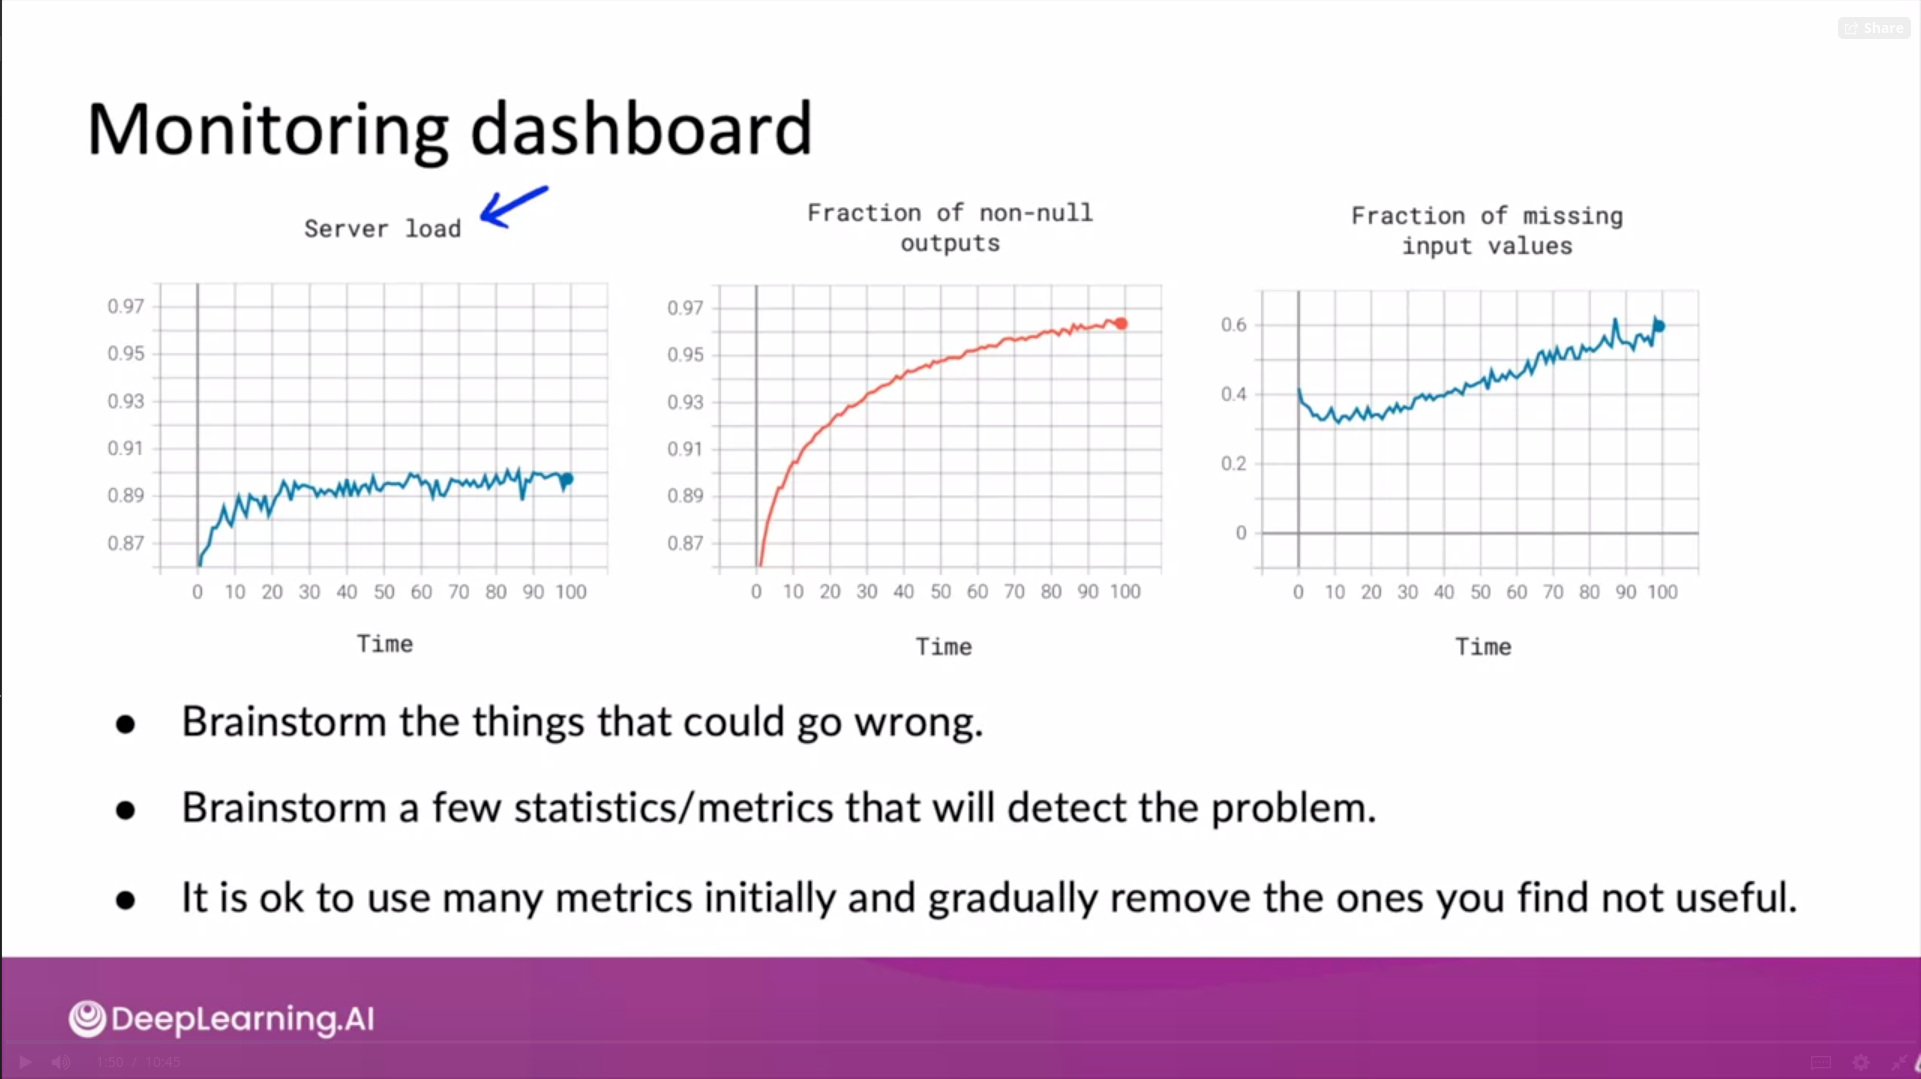 Share
Monitoring dashboard
Server load
0.97
0.95
0.93
0.91
0.89
0.87
0 10 20 30 40 50 60 70 80 90 100
Time
Fraction of non-null
outputs
0.97
0.95
0.93
0.91
0.89
0.87
0 10 20 30 40 50 60 70 80 90 100
Time
Fraction of missing
input values
0.6
0.4
0.2
0
0 10 20 30 40 50 60 70 80 90 100
Time
● Brainstorm the things that could go wrong.
● Brainstorm a few statistics/metrics that will detect the problem.
● It is ok to use many metrics initially and gradually remove the ones you find not useful.
DeepLearning.AI
1:50 / 10:45